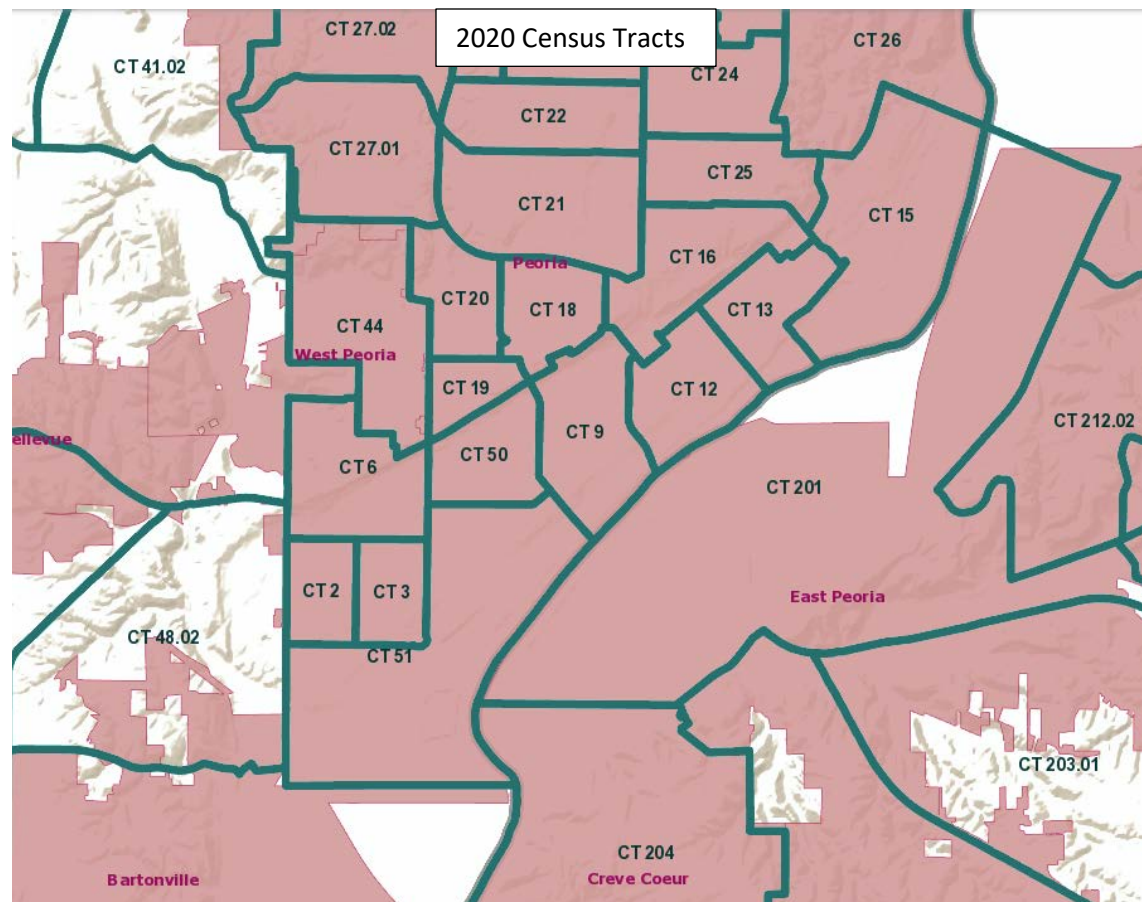 2020 Census Tracts
CT 27.02
CT 26
CT 41.02
CT 24
CT 22
CT 27.01
CT 25
CT 21
CT 15
CT 16
Peoria
CT 20
CT 18
CT 13
CT 44
West Peoria
CT 19
CT 12
CT 212.02
CT 9
ellevue
CT 50
CT 6
CT 201
CT 2
CT 3
East Peoria
CT 48.02
CT 51
CT 203.01
CT 204
Bartonville
Creve Coeur